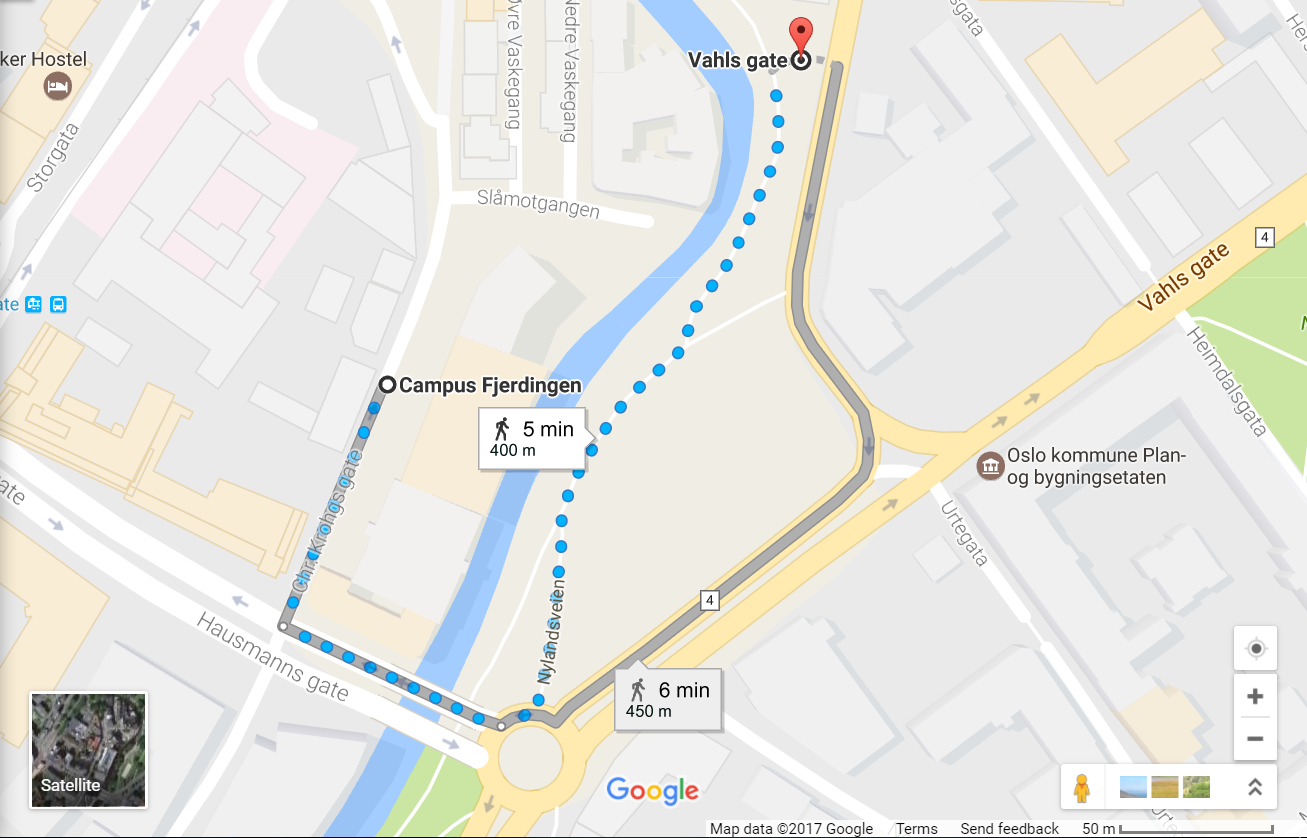 Øvre Vaskegang
Nedre Vaskegang
Vahls gate
ker Hostel
Storgata
Slåmotgangen
4
Vahls gate
ate
Campus Fjerdingen
Heimdalsgata
5 min
400 m
Oslo kommune Plan-
og bygningsetaten
gate
Chr. Krohgs gate
Urtegata
Nylandsveien
4
Hausmanns gate
6 min
450 m
Satellite
Google
Map data ©2017 Google
Terms
Send feedback
50 m